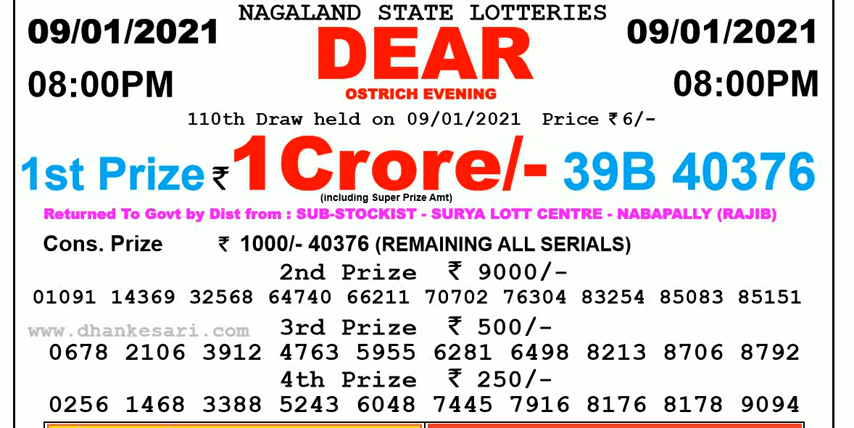 NAGALAND STATE LOTTERIES
09/01/2021 DEAR 09/01/2021
08:00PM OSTRICH EVENING 08:00PM
110th Draw held on 09/01/2021 Price ₹ 6/-
1st Prize ₹ 1Crore/- 39B 40376
(including Super Prize Amt)
Returned To Govt by Dist from : SUB-STOCKIST - SURYA LOTT CENTRE - NABAPALLY (RAJIB)
Cons. Prize ₹ 1000/- 40376 (REMAINING ALL SERIALS)
2nd Prize ₹ 9000/-
01091 14369 32568 64740 66211 70702 76304 83254 85083 85151
www.dhankesari.com 3rd Prize ₹ 500/-
0678 2106 3912 4763 5955 6281 6498 8213 8706 8792
4th Prize ₹ 250/-
0256 1468 3388 5243 6048 7445 7916 8176 8178 9094